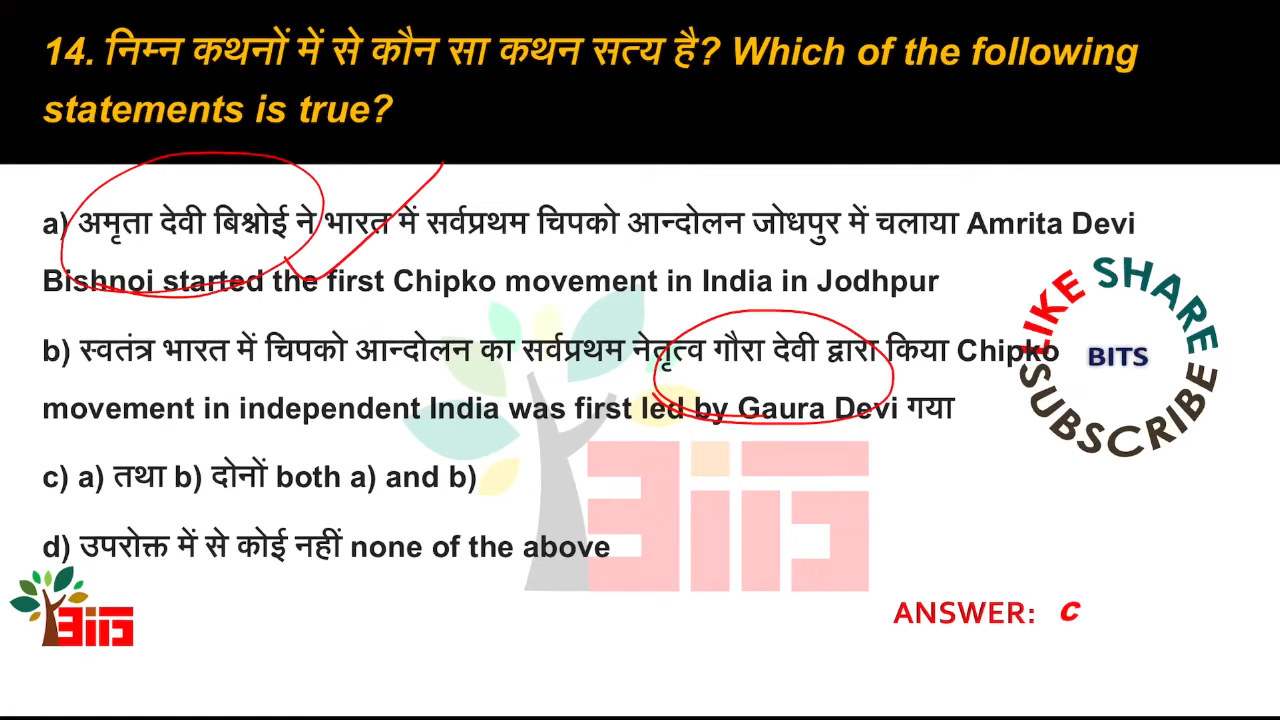 14. निम्न कथनों में से कौन सा कथन सत्य है? Which of the following
statements is true?
a) अमृता देवी बिश्नोई ने भारत में सर्वप्रथम चिपको आन्दोलन जोधपुर में चलाया Amrita Devi
Bishnoi started the first Chipko movement in India in Jodhpur
b) स्वतंत्र भारत में चिपको आन्दोलन का सर्वप्रथम नेतृत्व गौरा देवी द्वारा किया Chipko
movement in independent India was first led by Gaura Devi गया
c) a) तथा b) दोनों both a) and b)
d) उपरोक्त में से कोई नहीं none of the above
LIKE SHARE
BITS
SUBSCRIBE
ANSWER: C